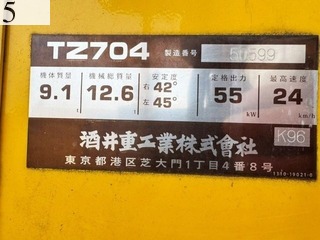 5
TZ704 製造番号
機体質量 機械総質量 安定度 定格出力 最高速度
9.1 12.6 右 42° 左 45° 55 kW 24 km/h
酒井重工業株式會社 K96
東京都港区芝大門1丁目4番8号